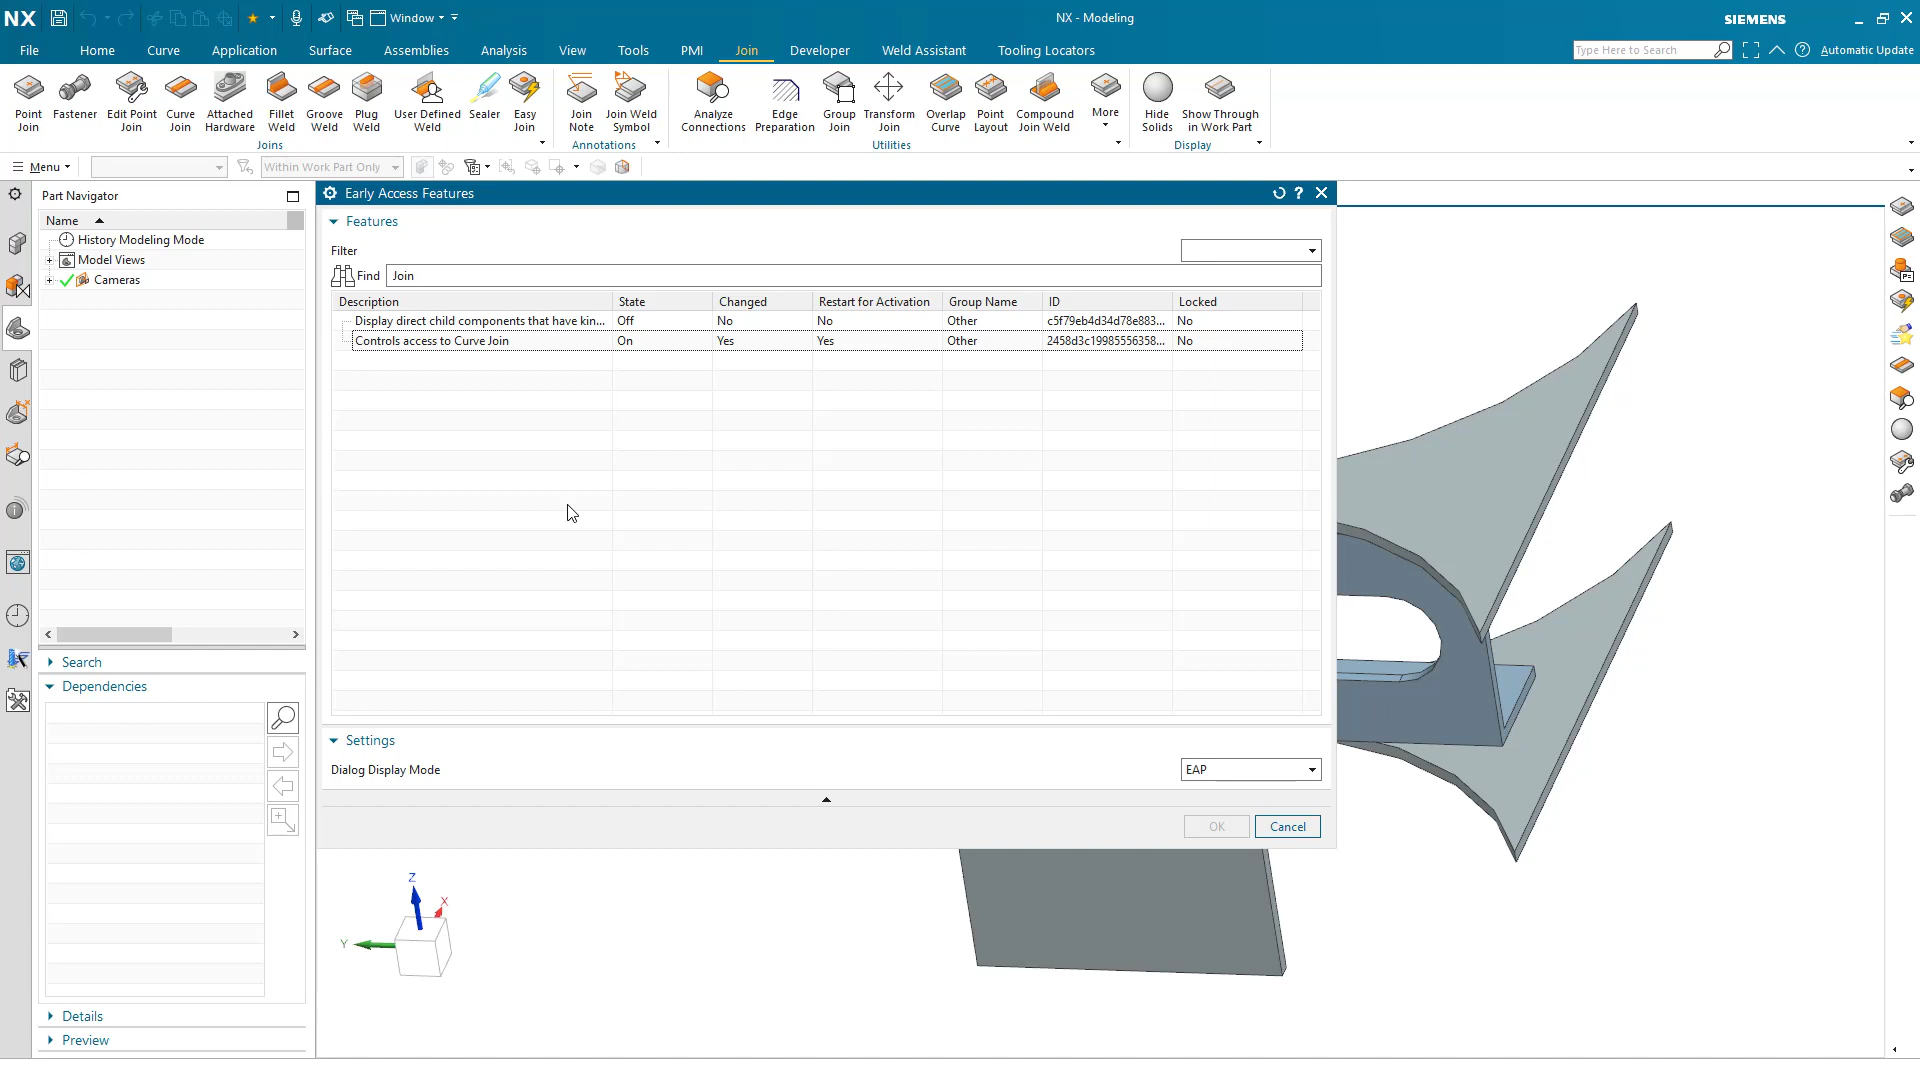 NX
Window
NX - Modeling
SIEMENS
File
Home
Curve
Application
Surface
Assemblies
Analysis
View
Tools
PMI
Join
Developer
Weld Assistant
Tooling Locators
Type Here to Search
Automatic Update
Point Join
Fastener
Edit Point Join
Curve Join
Attached Hardware
Fillet Weld
Groove Weld
Plug Weld
User Defined Weld
Sealer
Easy Join
Join Note
Join Weld Symbol
Analyze Connections
Edge Preparation
Group Join
Transform Join
Overlap Curve
Point Layout
Compound Join Weld
More
Hide Solids
Show Through in Work Part
Joins
Annotations
Utilities
Display
Menu
Within Work Part Only
Part Navigator
Name
History Modeling Mode
Model Views
Cameras
Search
Dependencies
Details
Preview
Early Access Features
Features
Filter
Find
Join
Description State Changed Restart for Activation Group Name ID Locked
Display direct child components that have kin... Off No No Other c5f79eb4d34d78e883... No
Controls access to Curve Join On Yes Yes Other 2458d3c19985556358... No
Settings
Dialog Display Mode
EAP
OK
Cancel
Z
X
Y